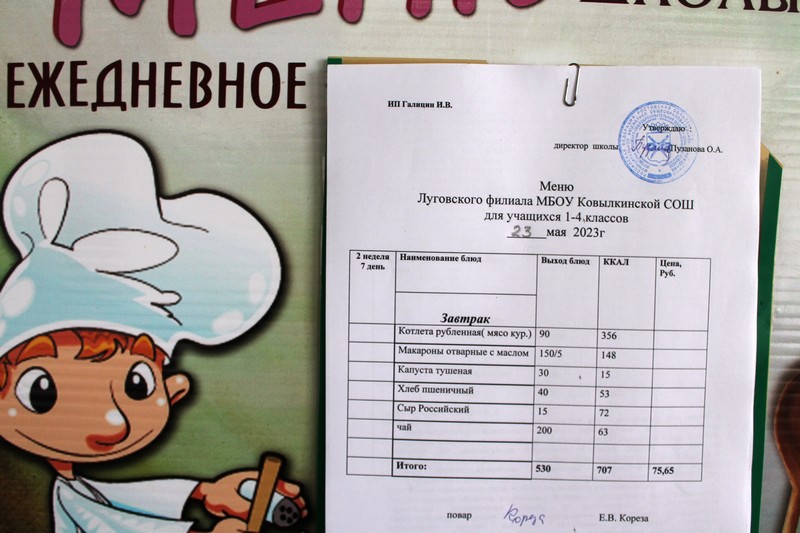 МЕНЮ ШКОЛЫ
ЕЖЕДНЕВНОЕ
ИП Галицин И.В.
Утверждаю :
директор школы Пузанова О.А.
Меню
Луговского филиала МБОУ Ковылкинской СОШ
для учащихся 1-4 классов
23 мая 2023г
2 неделя 7 день Наименование блюд Выход блюд ККАЛ Цена, Руб.
Завтрак
Котлета рубленная( мясо кур.) 90 356
Макароны отварные с маслом 150/5 148
Капуста тушеная 30 15
Хлеб пшеничный 40 53
Сыр Российский 15 72
чай 200 63
Итого: 530 707 75,65
повар Кореза Е.В. Кореза